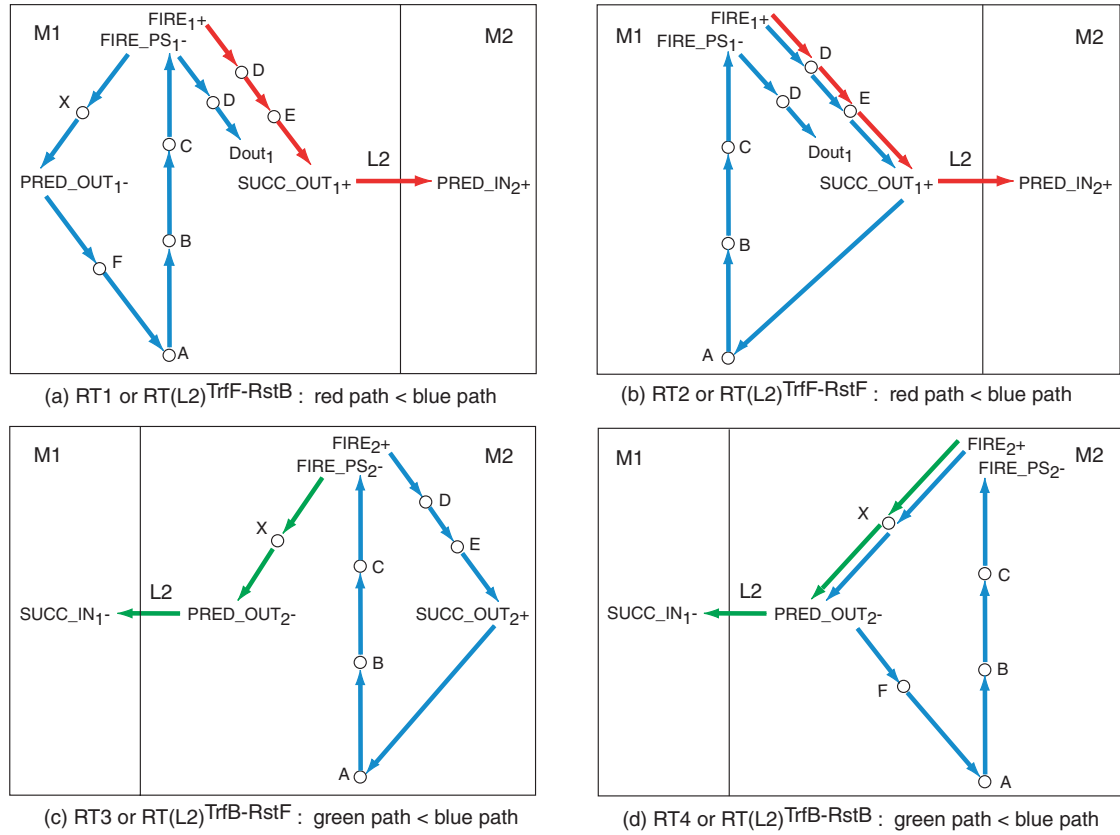 M1
FIRE1+
FIRE_PS1-
M2
D
X
D
E
C
Dout1
L2
PRED_OUT1-
SUCC_OUT1+
PRED_IN2+
B
F
A
(a) RT1 or RT(L2)TrfF-RstB : red path < blue path
M1
FIRE1+
FIRE_PS1-
M2
D
D
E
C
Dout1
L2
SUCC_OUT1+
PRED_IN2+
B
A
(b) RT2 or RT(L2)TrfF-RstF : red path < blue path
M1
FIRE2+
FIRE_PS2-
M2
D
X
E
C
L2
SUCC_IN1-
PRED_OUT2-
SUCC_OUT2+
B
A
(c) RT3 or RT(L2)TrfB-RstF : green path < blue path
M1
FIRE2+
FIRE_PS2-
M2
X
C
L2
SUCC_IN1-
PRED_OUT2-
B
F
A
(d) RT4 or RT(L2)TrfB-RstB : green path < blue path